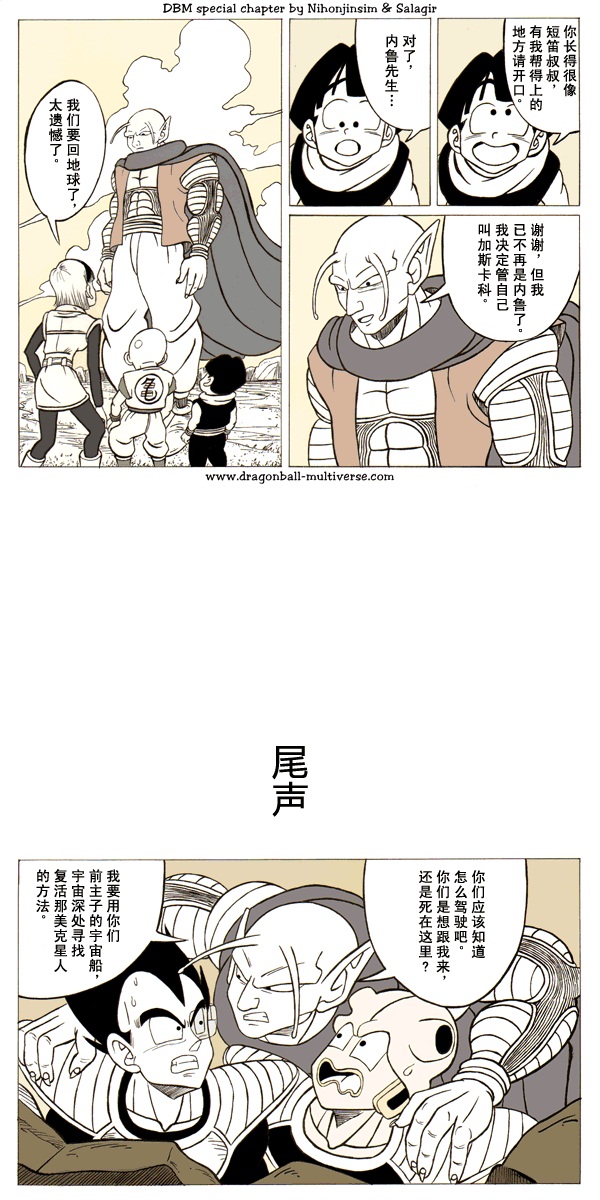 DBM special chapter by Nihonjinsim & Salagir
我们要回地球了，
太遗憾了。
对了，
内鲁先生…
你长得很像
短笛叔叔，
有我帮得上的
地方请开口。
谢谢，但我
已不再是内鲁了。
我决定管自己
叫加斯卡科。
www.dragonball-multiverse.com
尾
声
我要用你们
前主子的宇宙船，
宇宙深处寻找
复活那美克星人
的方法。
你们应该知道
怎么驾驶吧。
你们是想跟我来，
还是死在这里？